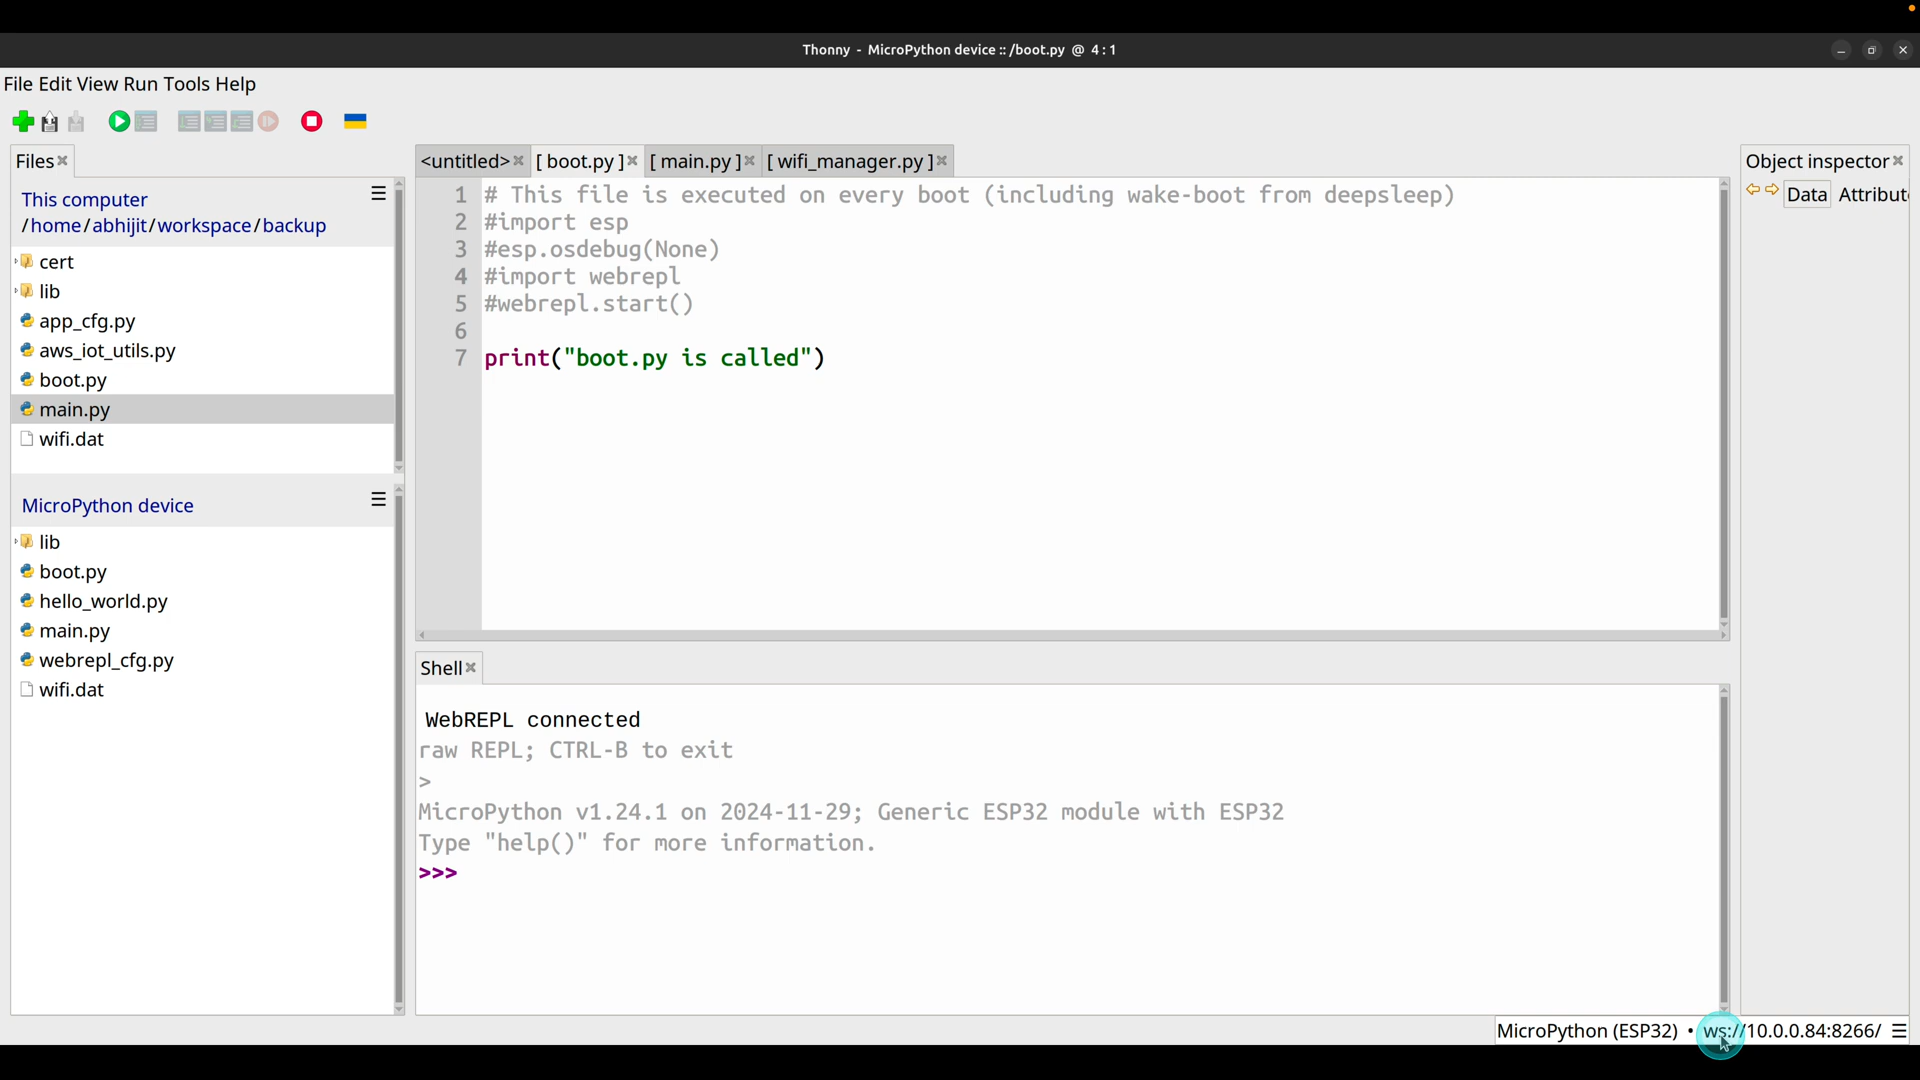 Thonny - MicroPython device :: /boot.py @ 4 : 1
File Edit View Run Tools Help
Files
This computer
/home/abhijit/workspace/backup
cert
lib
app_cfg.py
aws_iot_utils.py
boot.py
main.py
wifi.dat
MicroPython device
lib
boot.py
hello_world.py
main.py
webrepl_cfg.py
wifi.dat
<untitled> [ boot.py ] [ main.py ] [ wifi_manager.py ]
1 # This file is executed on every boot (including wake-boot from deepsleep)
2 #import esp
3 #esp.osdebug(None)
4 #import webrepl
5 #webrepl.start()
6
7 print("boot.py is called")
Shell
WebREPL connected
raw REPL; CTRL-B to exit
>
MicroPython v1.24.1 on 2024-11-29; Generic ESP32 module with ESP32
Type "help()" for more information.
>>>
Object inspector
Data Attribut
MicroPython (ESP32) • ws://10.0.0.84:8266/